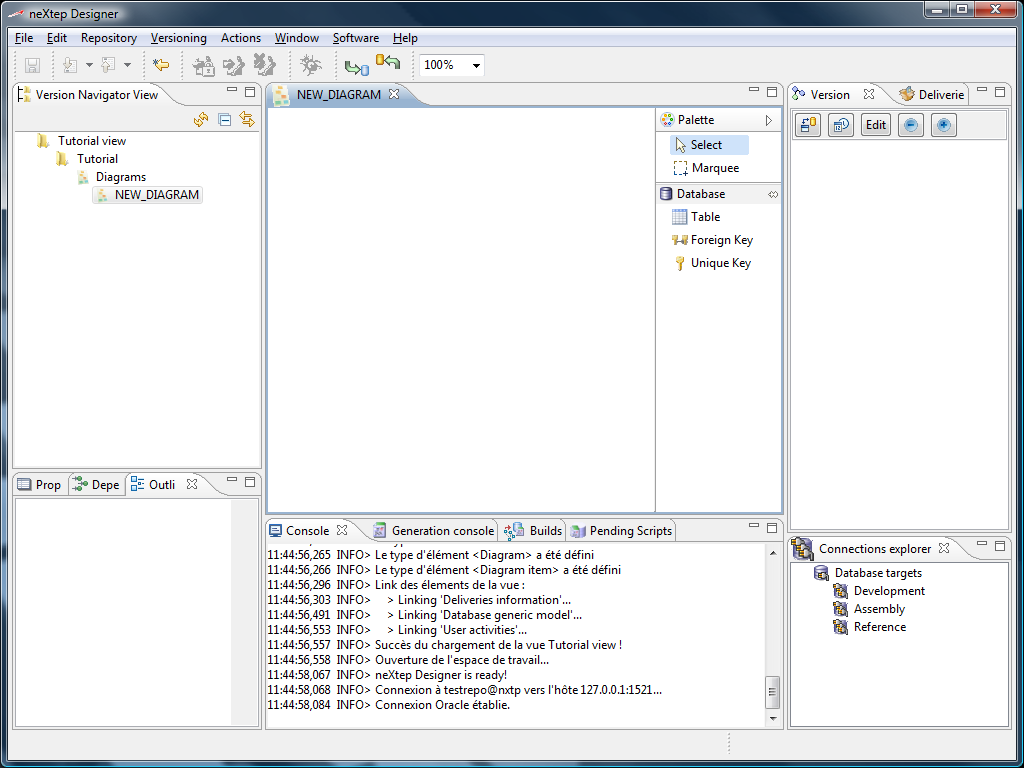 neXtep Designer
File Edit Repository Versioning Actions Window Software Help
100%
Version Navigator View
Tutorial view
Tutorial
Diagrams
NEW_DIAGRAM
Prop Depe Outli
NEW_DIAGRAM
Palette
Select
Marquee
Database
Table
Foreign Key
Unique Key
Console Generation console Builds Pending Scripts
11:44:56,265 INFO> Le type d'élément <Diagram> a été défini
11:44:56,266 INFO> Le type d'élément <Diagram item> a été défini
11:44:56,296 INFO> Link des élements de la vue :
11:44:56,303 INFO> > Linking 'Deliveries information'...
11:44:56,491 INFO> > Linking 'Database generic model'...
11:44:56,553 INFO> > Linking 'User activities'...
11:44:56,557 INFO> Succès du chargement de la vue Tutorial view !
11:44:56,558 INFO> Ouverture de l'espace de travail...
11:44:58,067 INFO> neXtep Designer is ready!
11:44:58,068 INFO> Connexion à testrepo@nxtp vers l'hôte 127.0.0.1:1521...
11:44:58,084 INFO> Connexion Oracle établie.
Version Deliverie
Edit
Connections explorer
Database targets
Development
Assembly
Reference